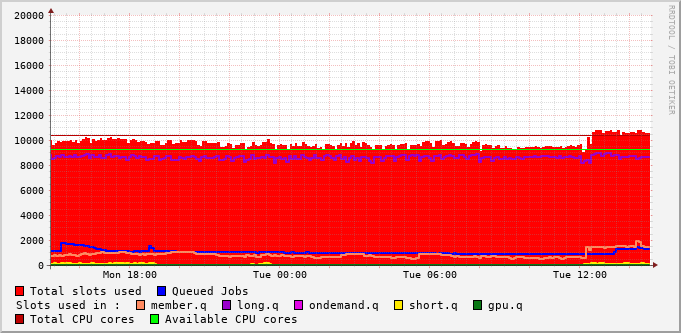 20000
18000
16000
14000
12000
10000
8000
6000
4000
2000
0
Mon 18:00 Tue 00:00 Tue 06:00 Tue 12:00
RRDTOOL / TOBI OETIKER
Total slots used Queued Jobs
Slots used in : member.q long.q ondemand.q short.q gpu.q
Total CPU cores Available CPU cores